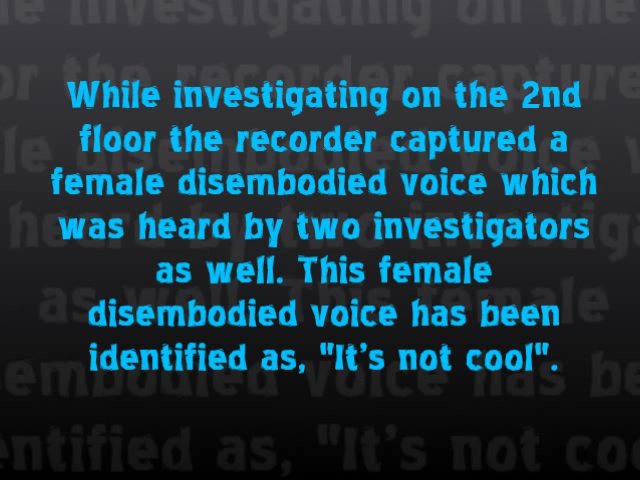 While investigating on the 2nd
floor the recorder captured a
female disembodied voice which
was heard by two investigators
as well. This female
disembodied voice has been
identified as, "It's not cool".